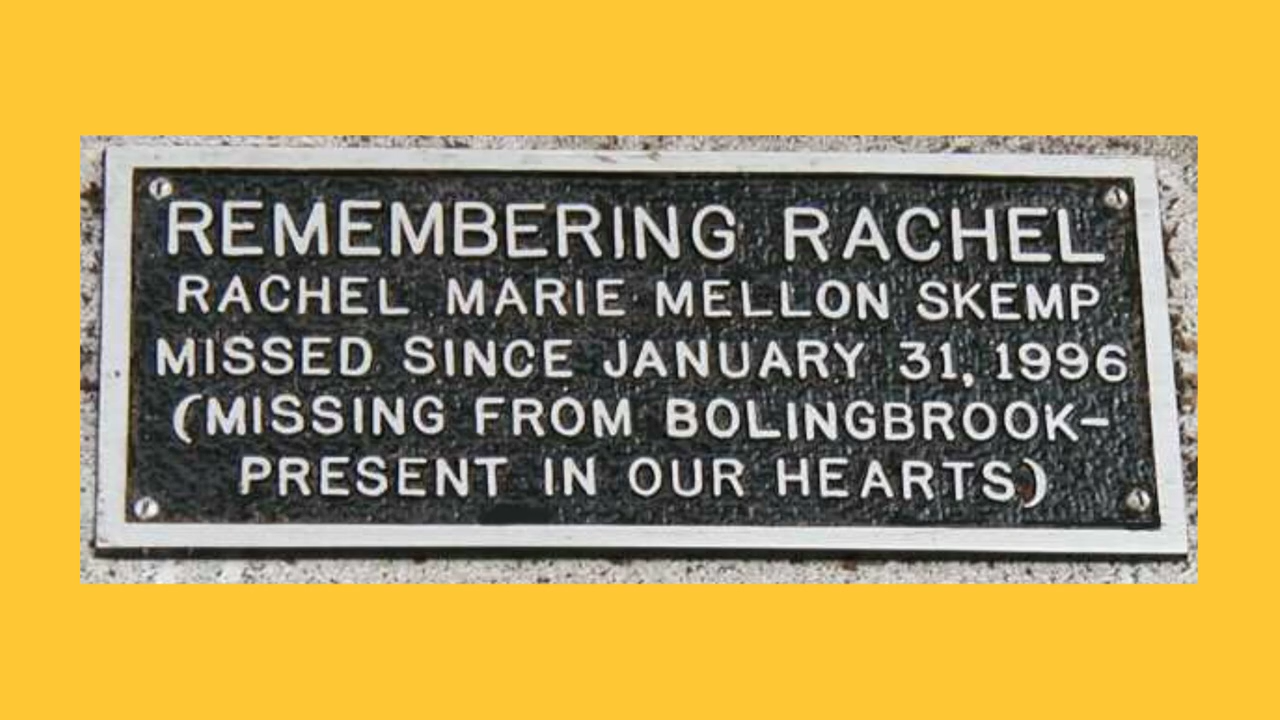 REMEMBERING RACHEL
RACHEL MARIE MELLON SKEMP
MISSED SINCE JANUARY 31, 1996
(MISSING FROM BOLINGBROOK-
PRESENT IN OUR HEARTS)